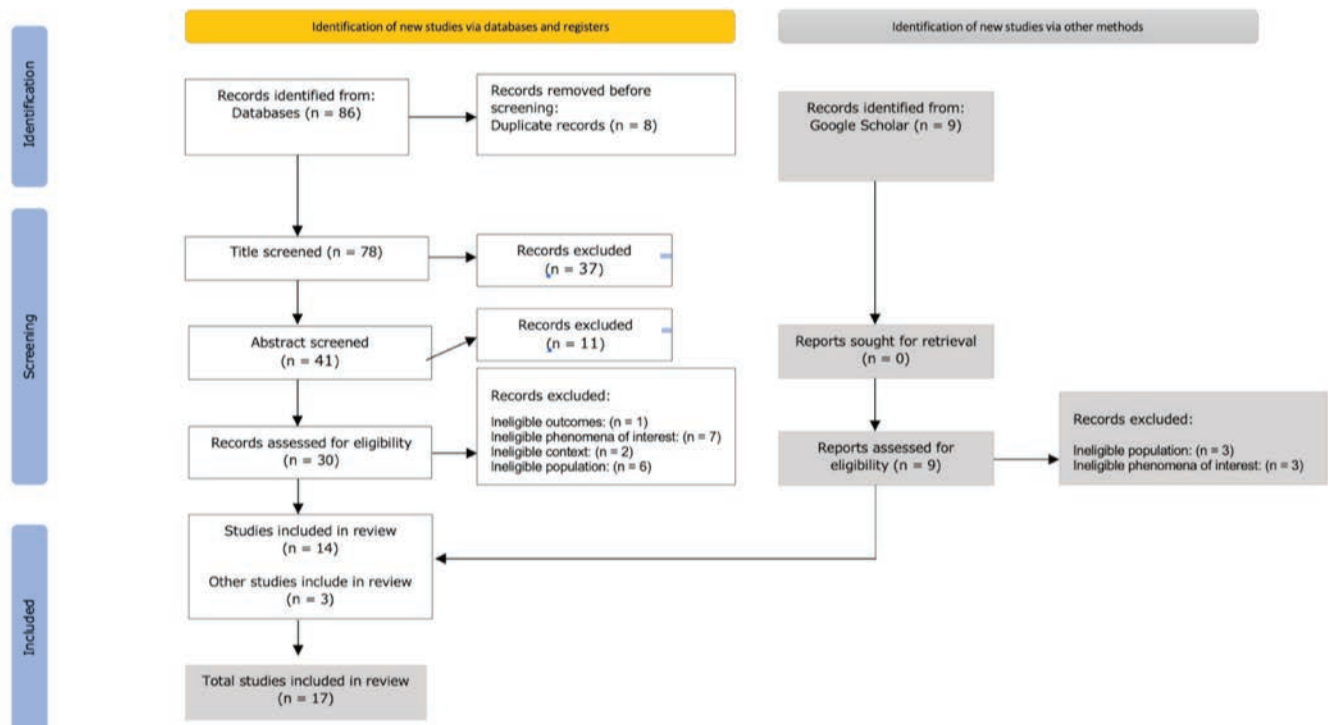 Identification of new studies via databases and registers
Identification of new studies via other methods
Identification
Records identified from:
Databases (n = 86)
Records removed before
screening:
Duplicate records (n = 8)
Records identified from:
Google Scholar (n = 9)
Screening
Title screened (n = 78)
Records excluded
(n = 37)
Abstract screened
(n = 41)
Records excluded
(n = 11)
Reports sought for retrieval
(n = 0)
Records assessed for eligibility
(n = 30)
Records excluded:
Ineligible outcomes: (n = 1)
Ineligible phenomena of interest: (n = 7)
Ineligible context: (n = 2)
Ineligible population: (n = 6)
Reports assessed for
eligibility (n = 9)
Records excluded:
Ineligible population: (n = 3)
Ineligible phenomena of interest: (n = 3)
Included
Studies included in review
(n = 14)
Other studies include in review
(n = 3)
Total studies included in review
(n = 17)